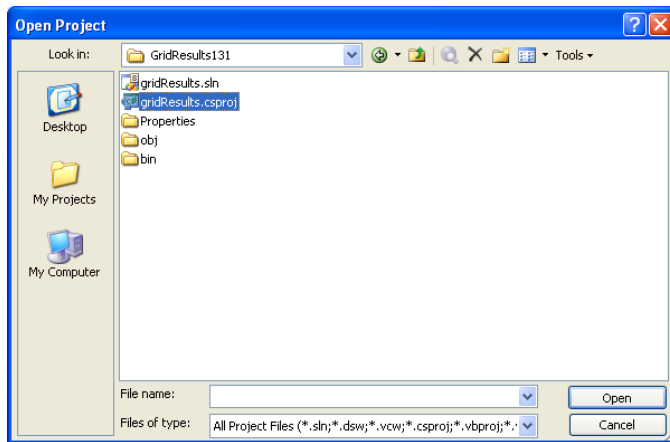 Open Project
Look in: GridResults131 Tools
gridResults.sln
gridResults.csproj
Properties
obj
bin
Desktop
My Projects
My Computer
File name: Open
Files of type: All Project Files (*.sln;*.dsw;*.vcw;*.csproj;*.vbproj;*. Cancel